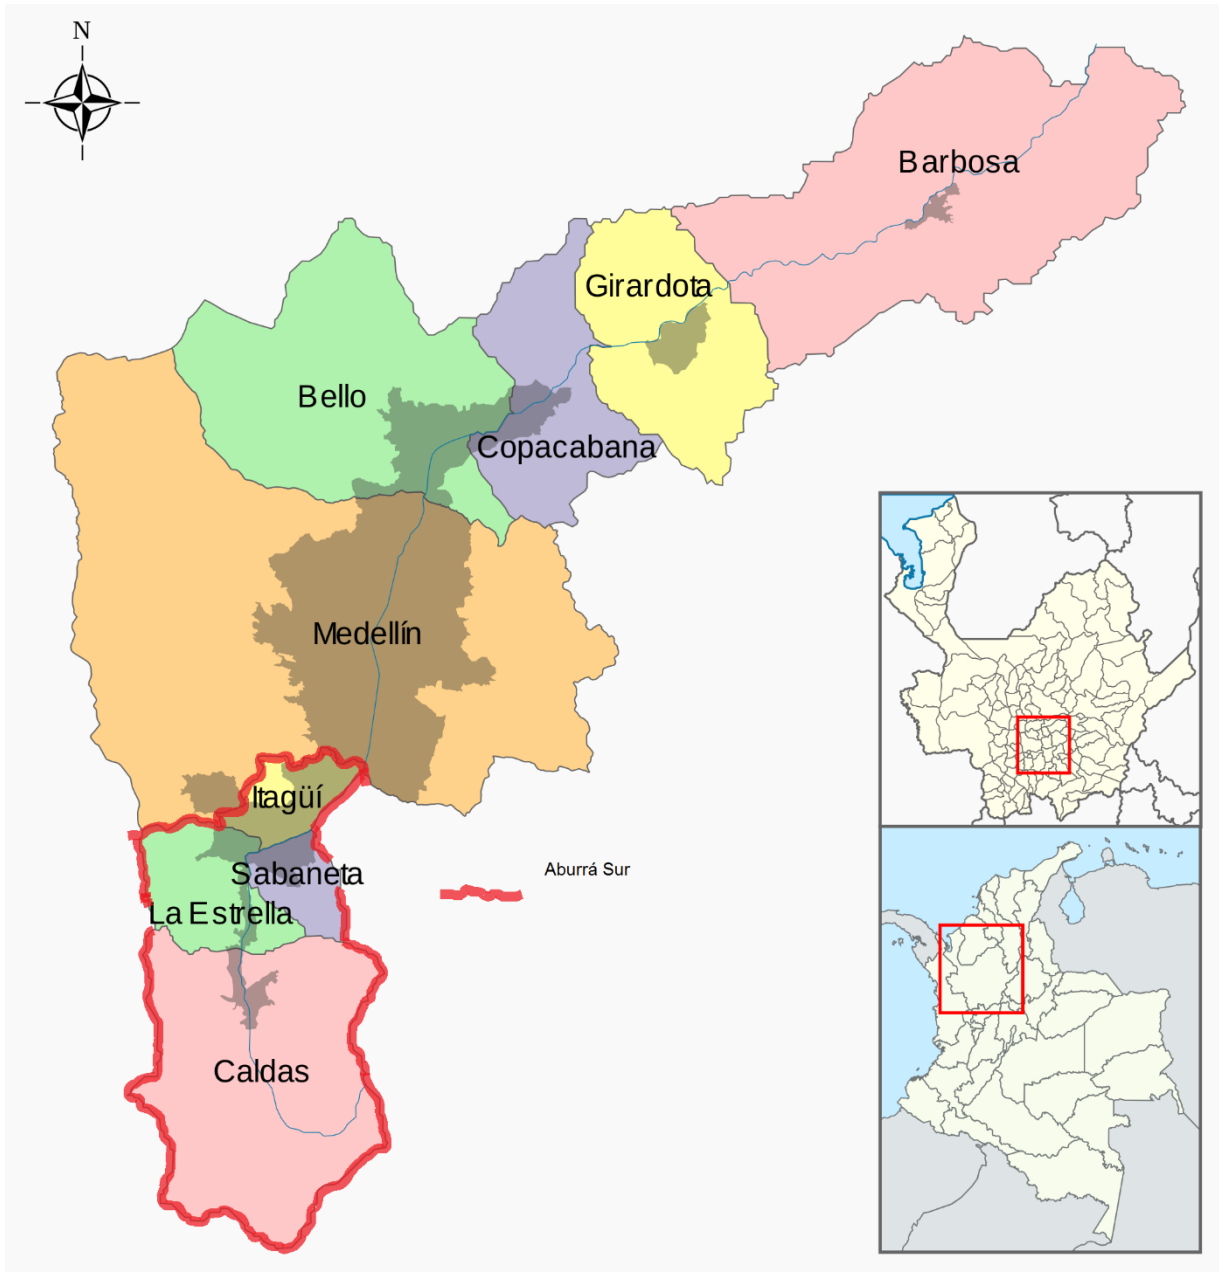 N
Barbosa
Girardota
Bello
Copacabana
Medellín
Itagüí
Sabaneta
Aburrá Sur
La Estrella
Caldas